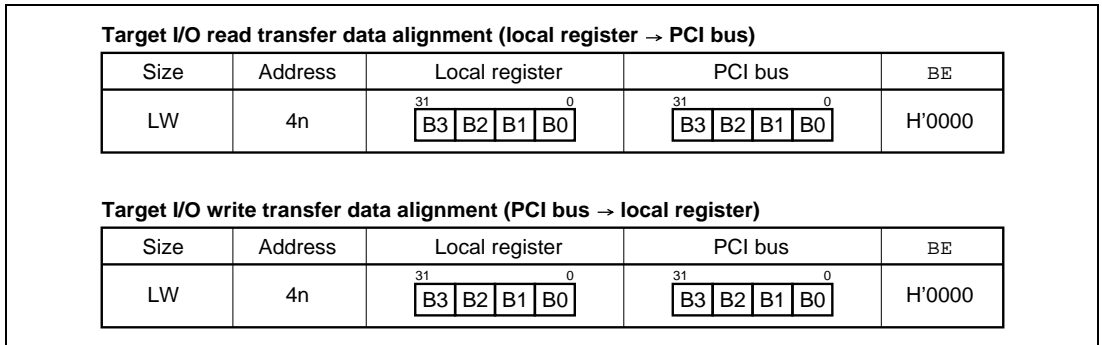 Target I/O read transfer data alignment (local register → PCI bus)
Size Address Local register PCI bus BE
31 0 31 0
LW 4n B3 B2 B1 B0 B3 B2 B1 B0 H'0000
Target I/O write transfer data alignment (PCI bus → local register)
Size Address Local register PCI bus BE
31 0 31 0
LW 4n B3 B2 B1 B0 B3 B2 B1 B0 H'0000